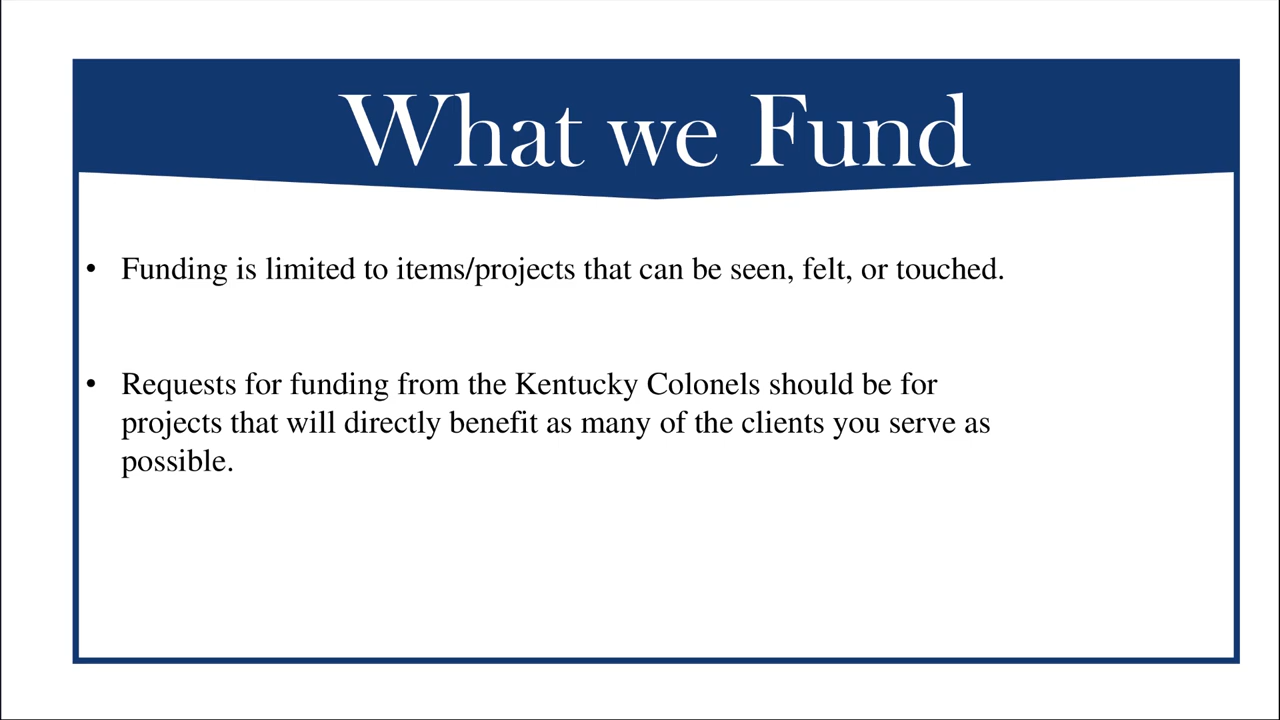 What we Fund
• Funding is limited to items/projects that can be seen, felt, or touched.
• Requests for funding from the Kentucky Colonels should be for
projects that will directly benefit as many of the clients you serve as
possible.